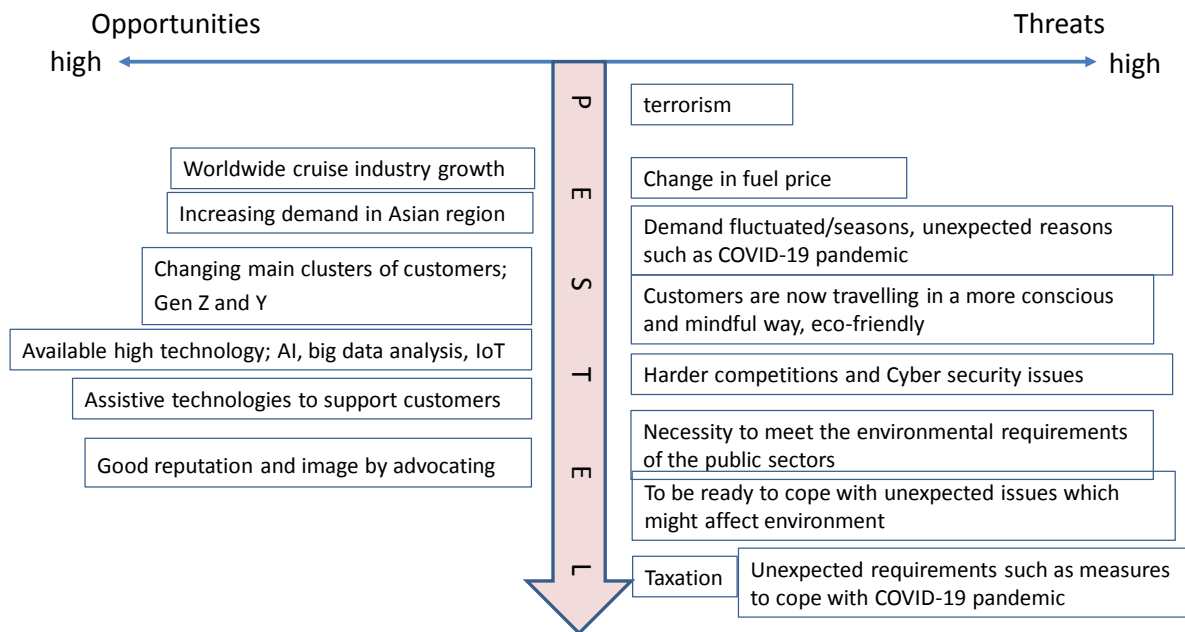 Opportunities
Threats
high
high
P
terrorism
Worldwide cruise industry growth
E
Change in fuel price
Increasing demand in Asian region
Demand fluctuated/seasons, unexpected reasons
such as COVID-19 pandemic
Changing main clusters of customers;
Gen Z and Y
S
Customers are now travelling in a more conscious
and mindful way, eco-friendly
Available high technology; AI, big data analysis, IoT
T
Harder competitions and Cyber security issues
Assistive technologies to support customers
Necessity to meet the environmental requirements
of the public sectors
Good reputation and image by advocating
E
To be ready to cope with unexpected issues which
might affect environment
L
Taxation
Unexpected requirements such as measures
to cope with COVID-19 pandemic